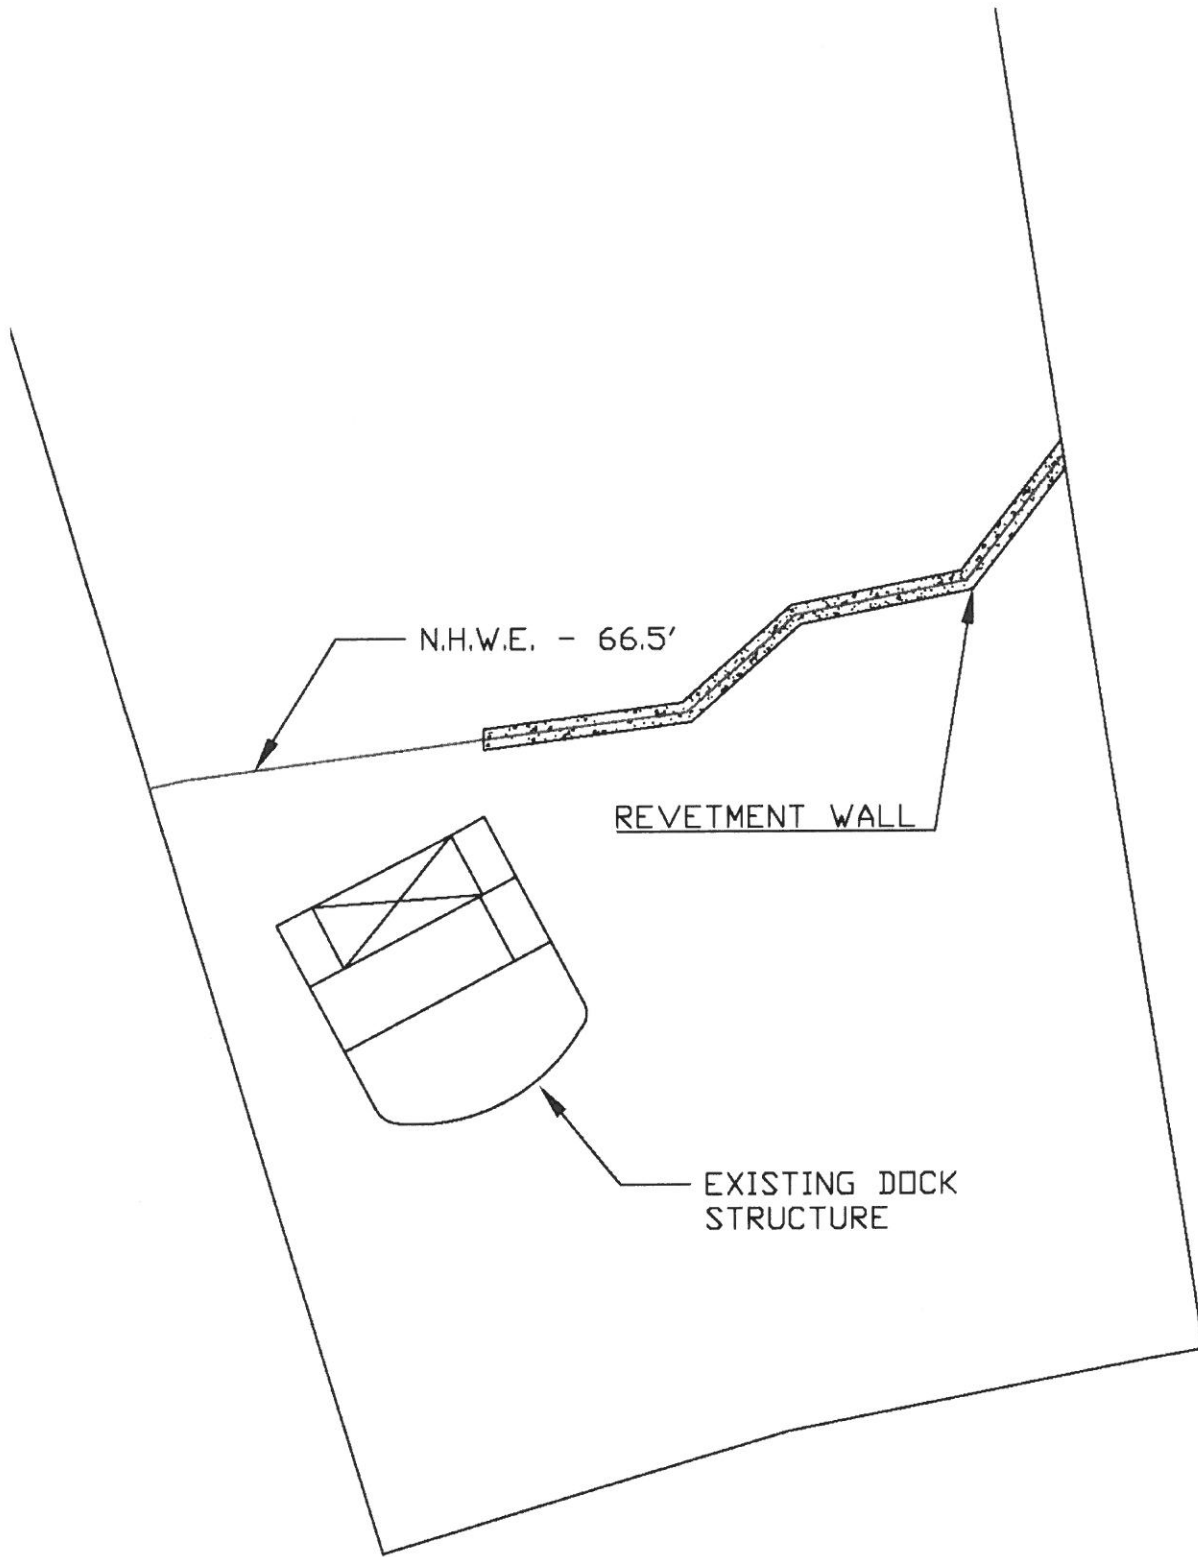 N.H.W.E. - 66.5'
REVETMENT WALL
EXISTING DOCK
STRUCTURE